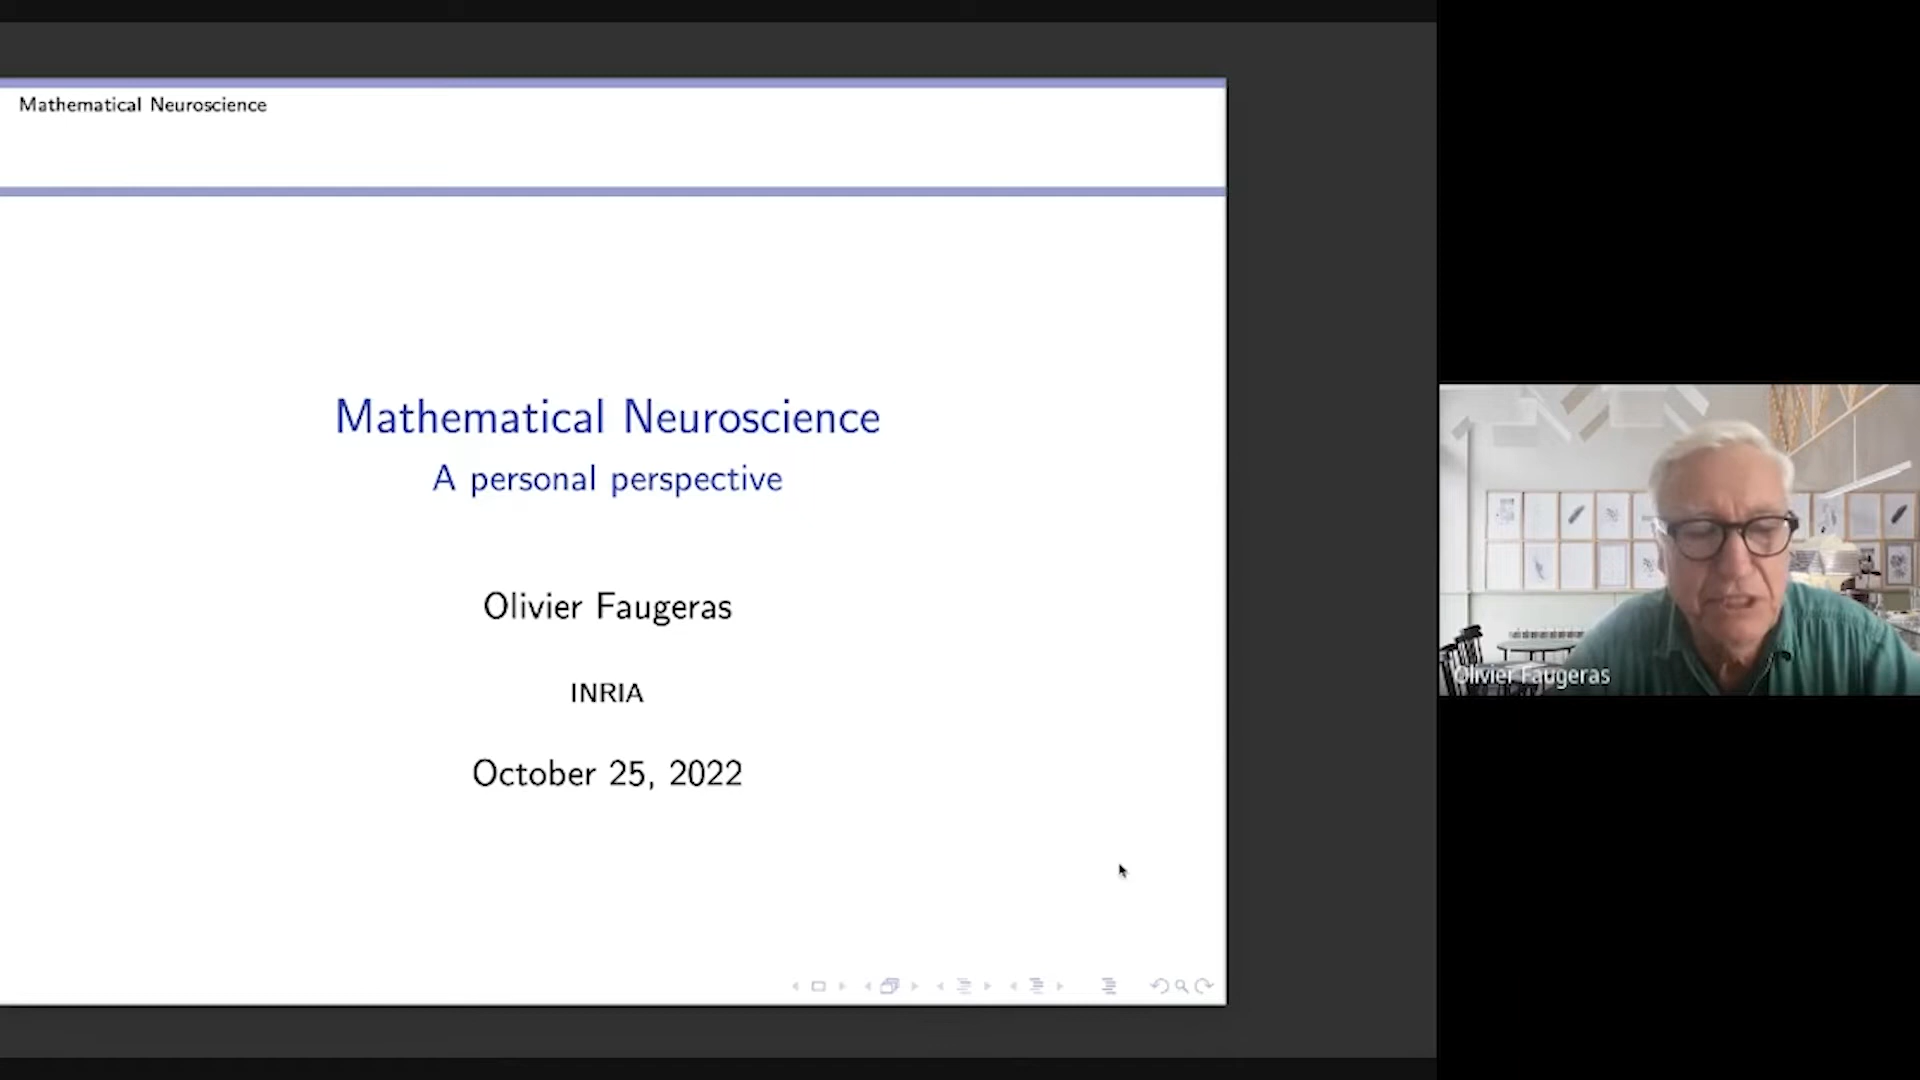 Mathematical Neuroscience
Mathematical Neuroscience
A personal perspective
Olivier Faugeras
INRIA
October 25, 2022
Olivier Faugeras